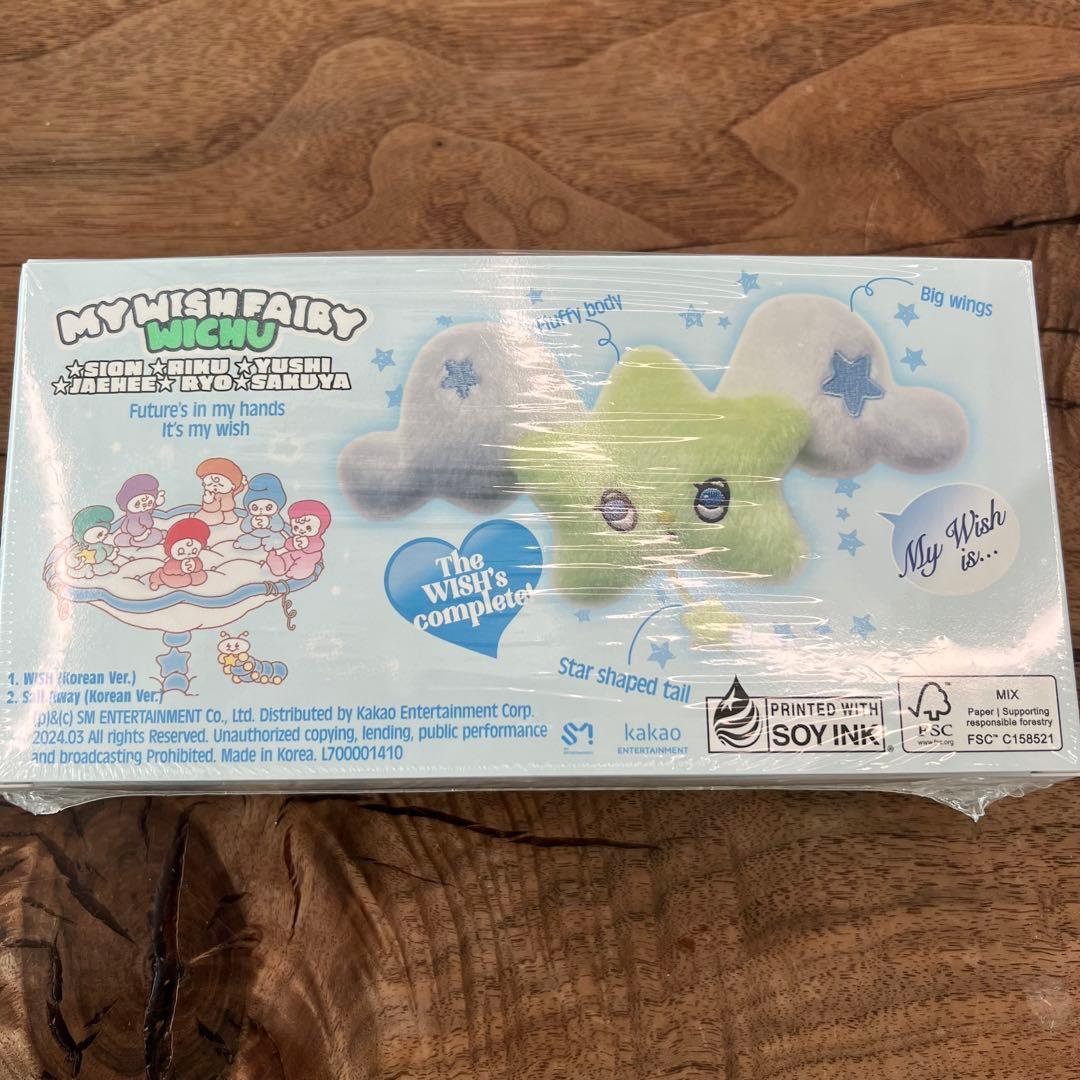 MY WISH FAIRY
WICHU
★SION ★RIKU ★YUSHI
★JAEHEE★ RYO★SAKUYA
Future's in my hands
It's my wish
Fluffy body
Big wings
The
WISH's
complete!
My Wish
is...
Star shaped tail
1. WISH (Korean Ver.)
2. Sail Away (Korean Ver.)
(p)&(c) SM ENTERTAINMENT Co., Ltd. Distributed by Kakao Entertainment Corp.
2024.03 All rights Reserved. Unauthorized copying, lending, public performance
and broadcasting Prohibited. Made in Korea. L700001410
SM
kakao
ENTERTAINMENT
PRINTED WITH
SOY INK
FSC
www.fsc.org
MIX
Paper | Supporting
responsible forestry
FSC™ C158521